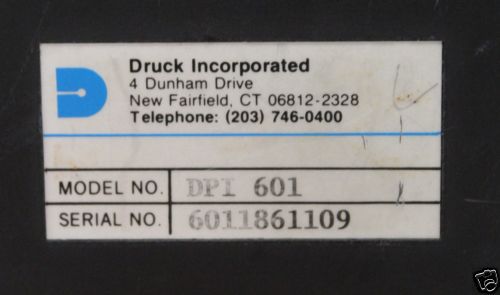 Druck Incorporated
4 Dunham Drive
New Fairfield, CT 06812-2328
Telephone: (203) 746-0400
MODEL NO. DPI 601
SERIAL NO. 6011861109